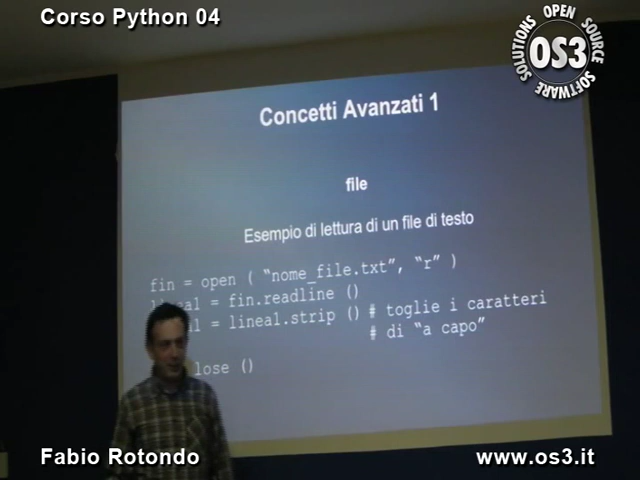 Corso Python 04
SOLUTIONS OPEN SOURCE SOFTWARE
OS3
Concetti Avanzati 1
file
Esempio di lettura di un file di testo
fin = open ( “nome_file.txt”, “r” )
= fin.readline ()
= lineal.strip () # toglie i caratteri
# di “a capo”
lose ()
Fabio Rotondo
www.os3.it